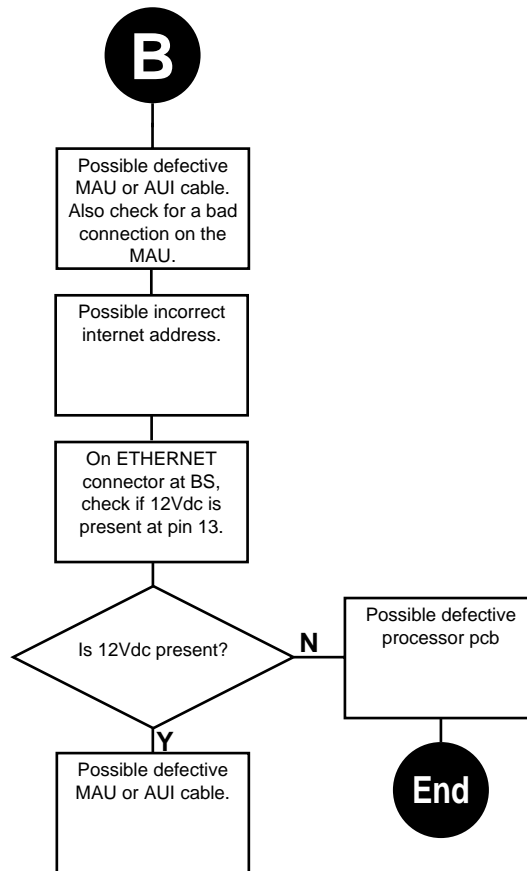 B
Possible defective
MAU or AUI cable.
Also check for a bad
connection on the
MAU.
Possible incorrect
internet address.
On ETHERNET
connector at BS,
check if 12Vdc is
present at pin 13.
Is 12Vdc present?
N
Possible defective
processor pcb
Y
Possible defective
MAU or AUI cable.
End